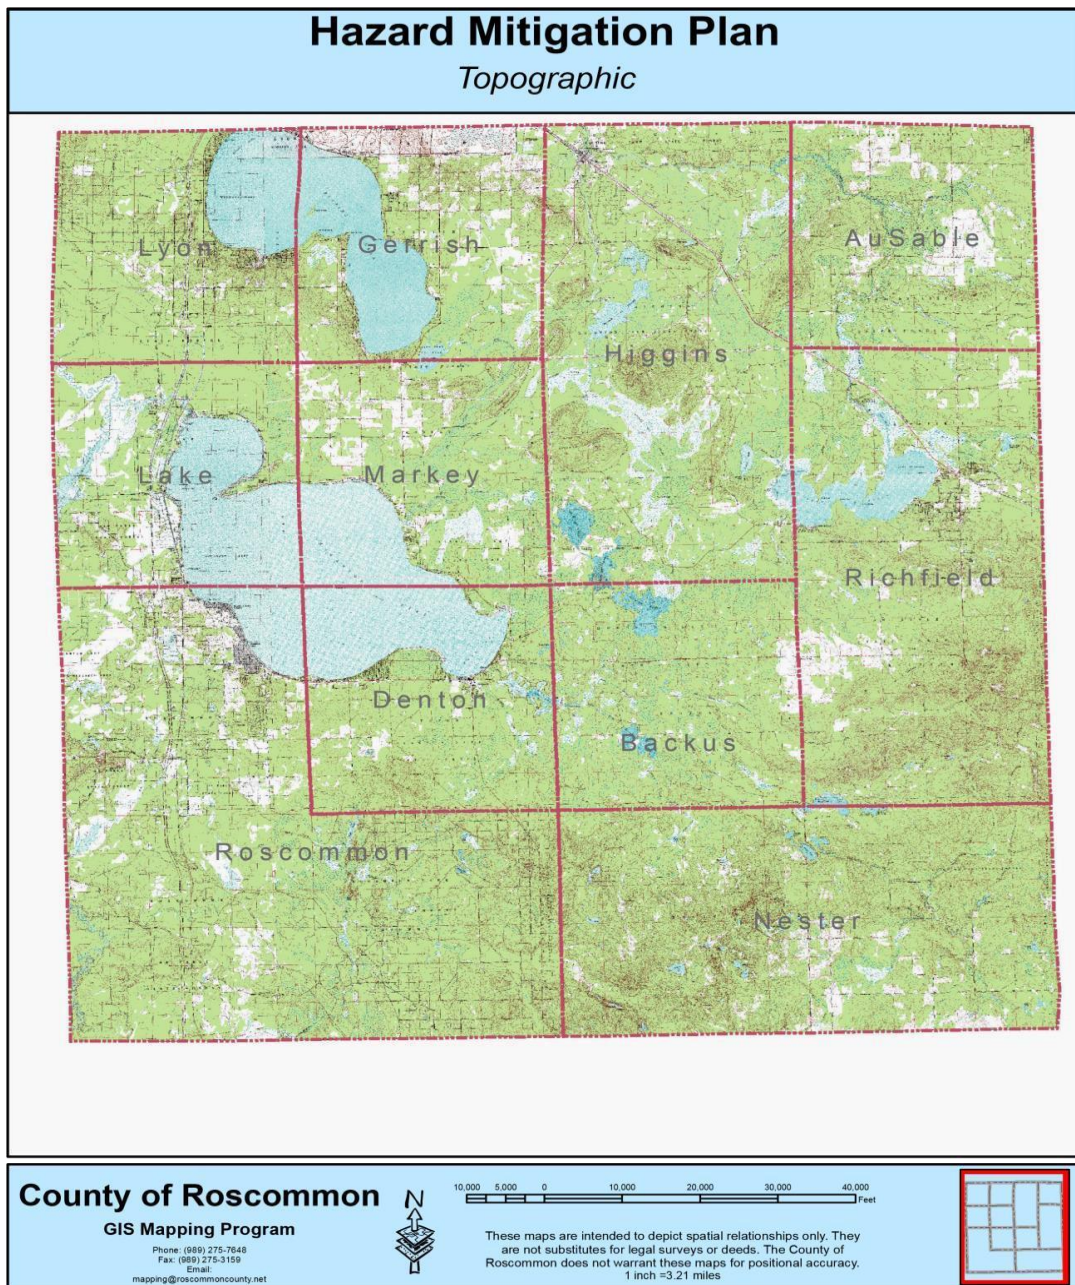 Hazard Mitigation Plan
Topographic
Lyon
Gerrish
AuSable
Higgins
Lake
Markey
Richfield
Denton
Backus
Roscommon
Nester
County of Roscommon
GIS Mapping Program
Phone: (989) 275-7648
Fax: (989) 275-3159
Email:
mapping@roscommoncounty.net
N
10,000 5,000 0 10,000 20,000 30,000 40,000
Feet
These maps are intended to depict spatial relationships only. They
are not substitutes for legal surveys or deeds. The County of
Roscommon does not warrant these maps for positional accuracy.
1 inch =3.21 miles